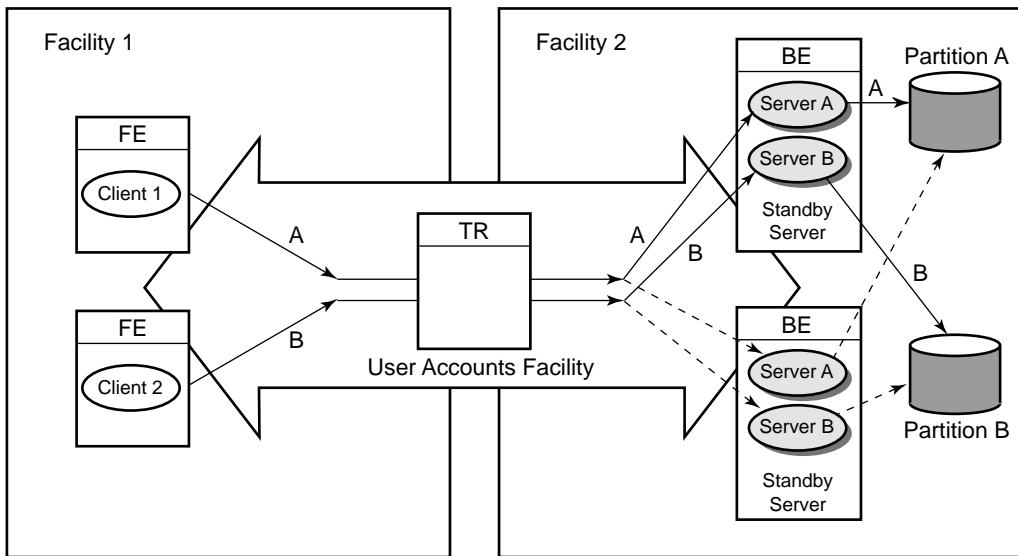 Facility 1
Facility 2
FE
Client 1
FE
Client 2
A
B
TR
User Accounts Facility
A
B
BE
Server A
Server B
Standby
Server
BE
Server A
Server B
Standby
Server
Partition A
A
B
Partition B